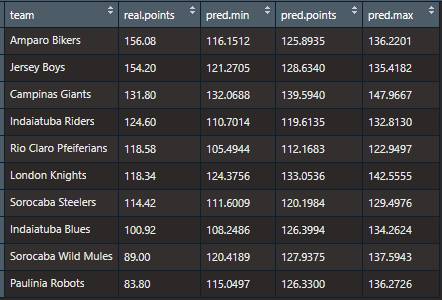 team real.points pred.min pred.points pred.max
Amparo Bikers 156.08 116.1512 125.8935 136.2201
Jersey Boys 154.20 121.2705 128.6340 135.4182
Campinas Giants 131.80 132.0688 139.5940 147.9667
Indaiatuba Riders 124.60 110.7014 119.6135 132.8130
Rio Claro Pfeiferians 118.58 105.4944 112.1683 122.9497
London Knights 118.34 124.3756 133.0536 142.5555
Sorocaba Steelers 114.42 111.6009 120.1984 129.4976
Indaiatuba Blues 100.92 108.2486 126.3994 134.2624
Sorocaba Wild Mules 89.00 120.4189 127.9375 137.5943
Paulinia Robots 83.80 115.0497 126.3300 136.2726